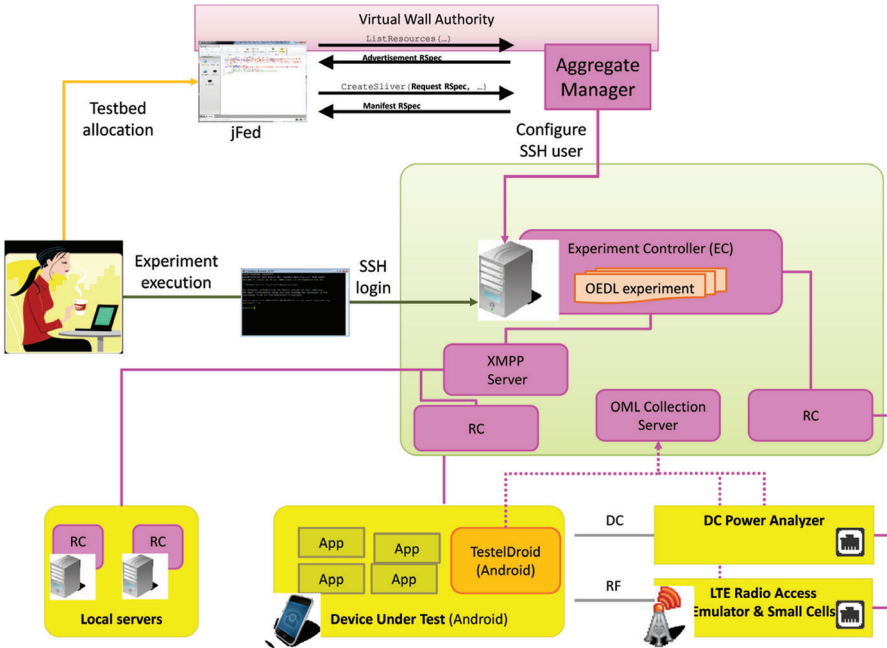 Virtual Wall Authority
ListResources(…)
Advertisement RSpec
CreateSliver(Request RSpec, …)
Manifest RSpec
Aggregate
Manager
jFed
Testbed
allocation
Configure
SSH user
Experiment
execution
SSH
login
Experiment Controller (EC)
OEDL experiment
XMPP
Server
RC
OML Collection
Server
RC
RC
RC
Local servers
App
App
App
App
TestelDroid
(Android)
Device Under Test (Android)
DC
RF
DC Power Analyzer
LTE Radio Access
Emulator & Small Cells